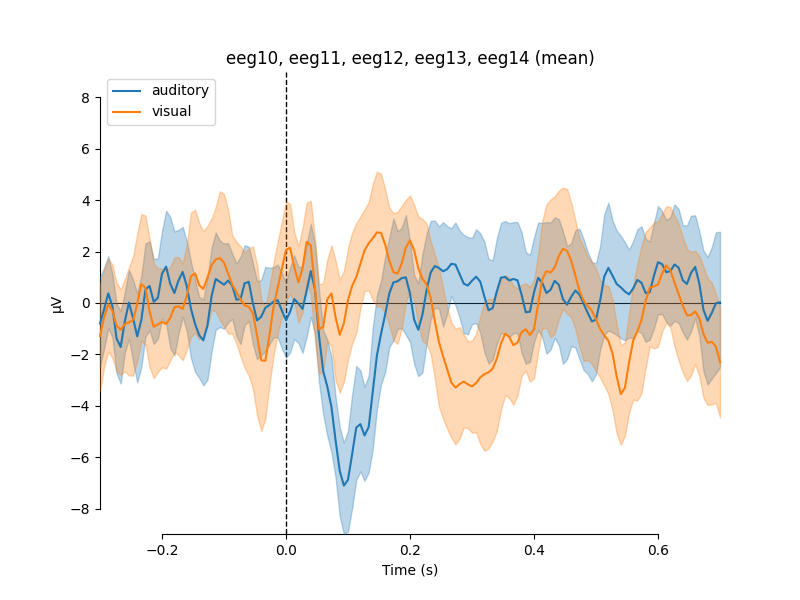 eeg10, eeg11, eeg12, eeg13, eeg14 (mean)
auditory
visual
8
6
4
2
0
−2
−4
−6
−8
µV
−0.2 0.0 0.2 0.4 0.6
Time (s)